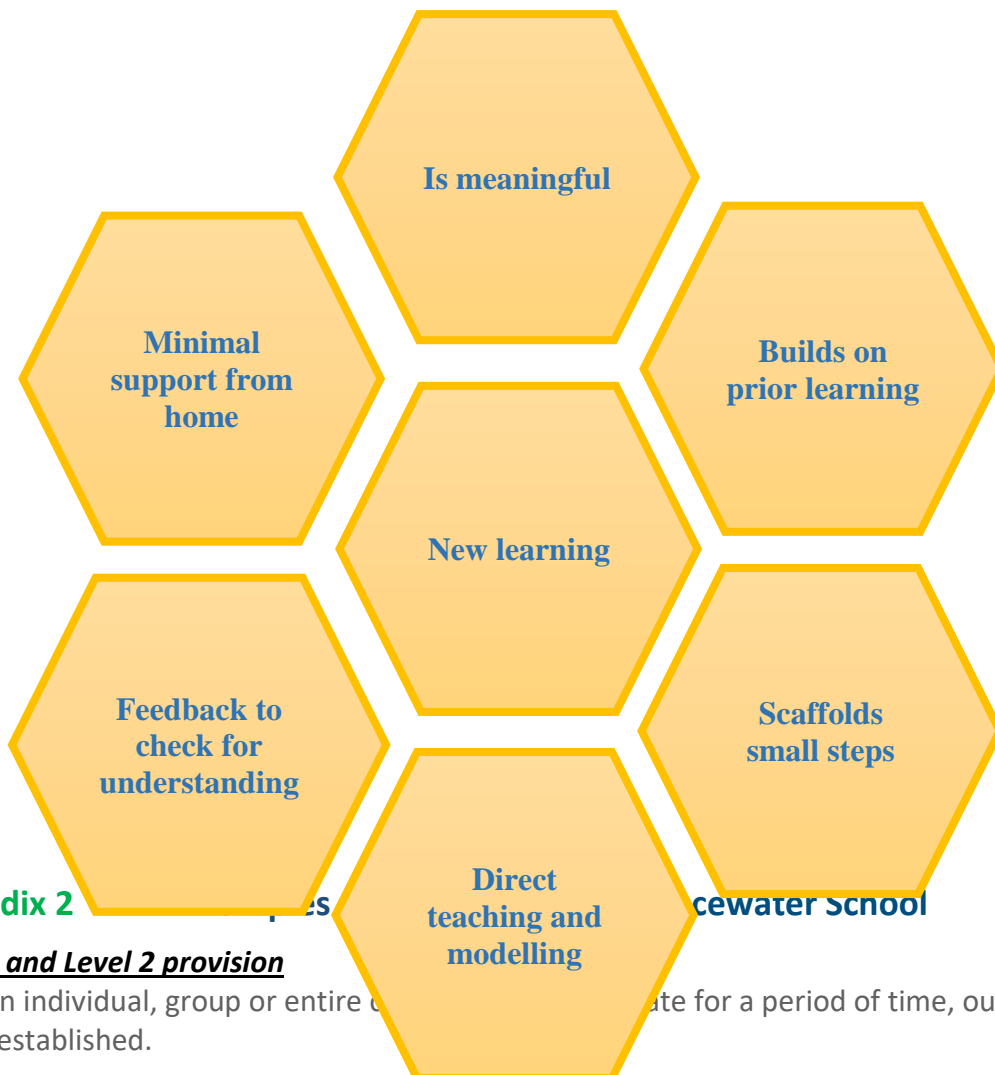 Is meaningful
Minimal
support from
home
Builds on
prior learning
New learning
Feedback to
check for
understanding
Scaffolds
small steps
Direct
teaching and
modelling
dix 2 cewater School
and Level 2 provision
n individual, group or entire for a period of time, ou
established.